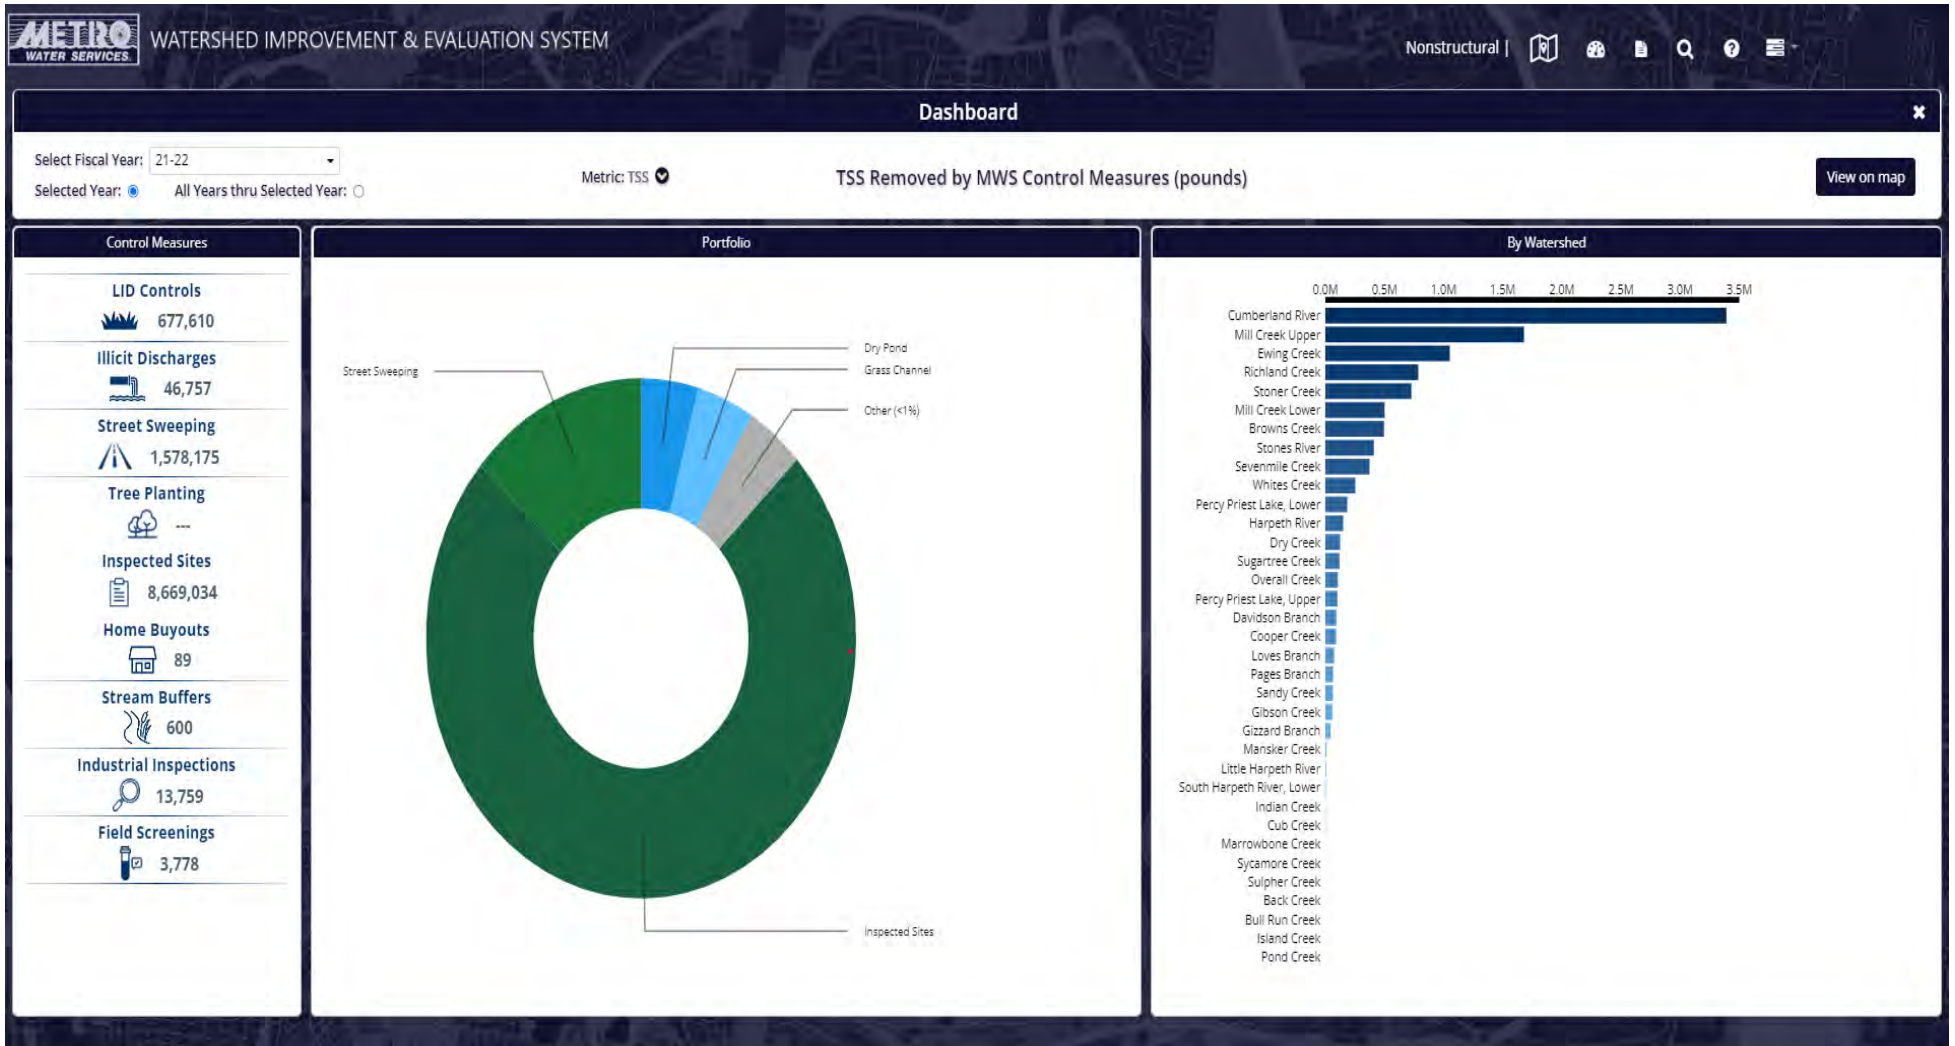 METRO
WATER SERVICES.
WATERSHED IMPROVEMENT & EVALUATION SYSTEM
Nonstructural |
Dashboard
Select Fiscal Year: 21-22
Selected Year: All Years thru Selected Year:
Metric: TSS
TSS Removed by MWS Control Measures (pounds)
View on map
Control Measures
LID Controls
677,610
Illicit Discharges
46,757
Street Sweeping
1,578,175
Tree Planting
---
Inspected Sites
8,669,034
Home Buyouts
89
Stream Buffers
600
Industrial Inspections
13,759
Field Screenings
3,778
Portfolio
Dry Pond
Street Sweeping
Grass Channel
Other (<1%)
Inspected Sites
By Watershed
0.0M 0.5M 1.0M 1.5M 2.0M 2.5M 3.0M 3.5M
Cumberland River
Mill Creek Upper
Ewing Creek
Richland Creek
Stoner Creek
Mill Creek Lower
Browns Creek
Stones River
Sevenmile Creek
Whites Creek
Percy Priest Lake, Lower
Harpeth River
Dry Creek
Sugartree Creek
Overall Creek
Percy Priest Lake, Upper
Davidson Branch
Cooper Creek
Loves Branch
Pages Branch
Sandy Creek
Gibson Creek
Gizzard Branch
Mansker Creek
Little Harpeth River
South Harpeth River, Lower
Indian Creek
Cub Creek
Marrowbone Creek
Sycamore Creek
Sulpher Creek
Back Creek
Bull Run Creek
Island Creek
Pond Creek